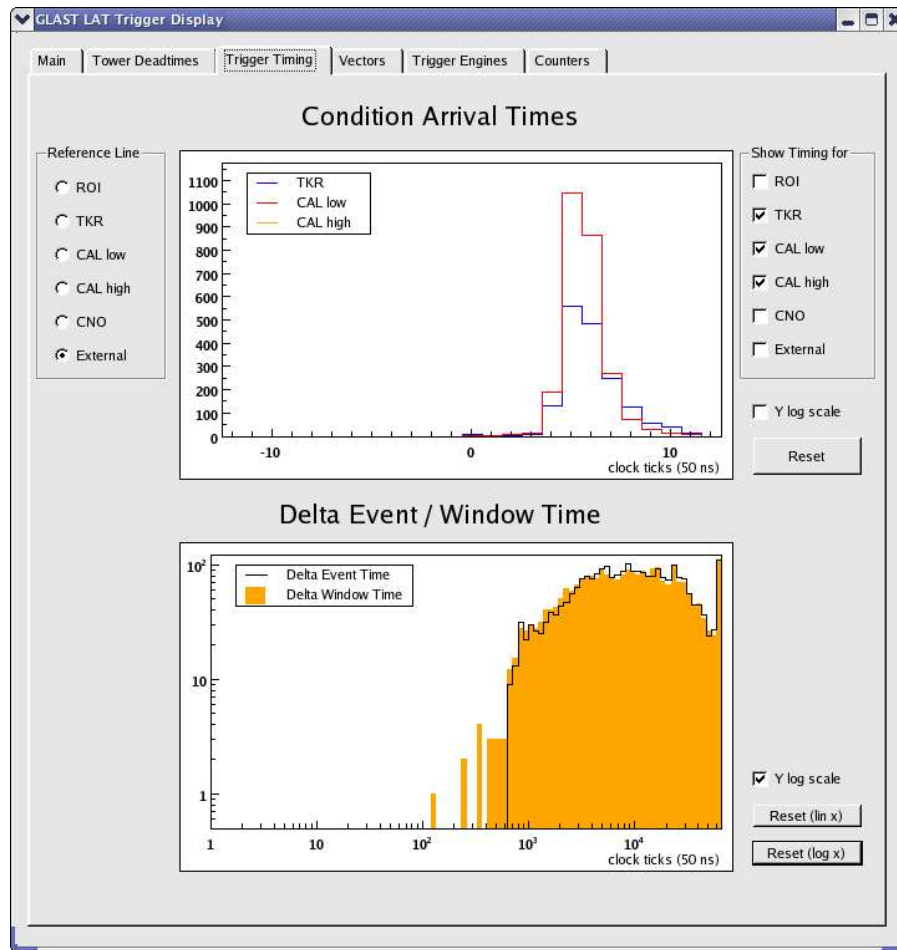 GLAST LAT Trigger Display
Main Tower Deadtimes Trigger Timing Vectors Trigger Engines Counters
Condition Arrival Times
Reference Line
ROI
TKR
CAL low
CAL high
CNO
External
1100
1000
900
800
700
600
500
400
300
200
100
0
TKR
CAL low
CAL high
-10 0 10
clock ticks (50 ns)
Show Timing for
ROI
TKR
CAL low
CAL high
CNO
External
Y log scale
Reset
Delta Event / Window Time
10²
10
1
Delta Event Time
Delta Window Time
1 10 10² 10³ 10⁴
clock ticks (50 ns)
Y log scale
Reset (lin x)
Reset (log x)